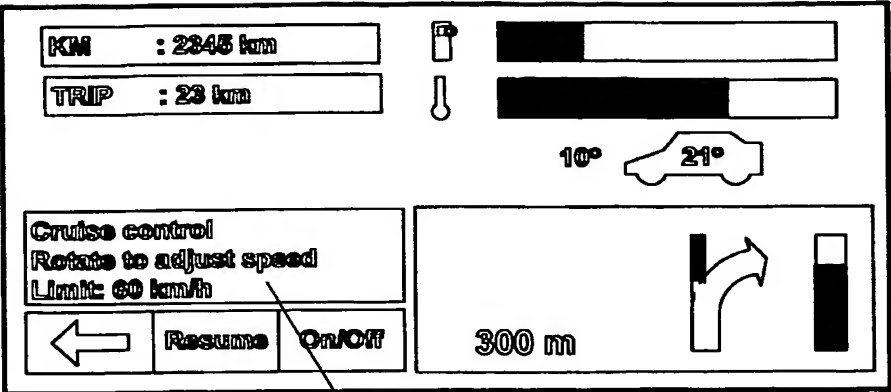 KM : 2345 km
TRIP : 23 km
10° 21°
Cruise control
Rotate to adjust speed
Limit: 60 km/h
Resume On/Off
300 m